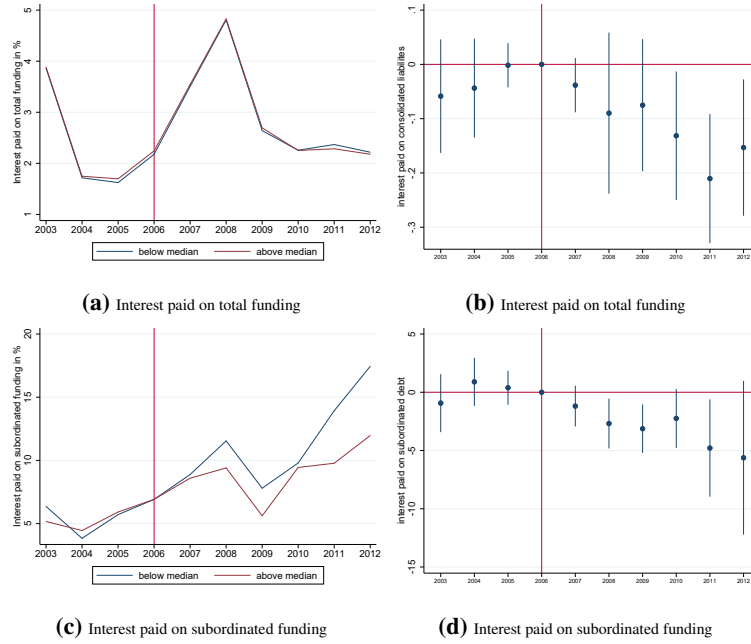 Interest paid on total funding in %
5
4
3
2
1
2003 2004 2005 2006 2007 2008 2009 2010 2011 2012
below median above median
(a) Interest paid on total funding
interest paid on consolidated liabilites
.1
0
-.1
-.2
-.3
2003 2004 2005 2006 2007 2008 2009 2010 2011 2012
(b) Interest paid on total funding
Interest paid on subordinated funding in %
20
15
10
5
2003 2004 2005 2006 2007 2008 2009 2010 2011 2012
below median above median
(c) Interest paid on subordinated funding
interest paid on subordinated debt
5
0
-5
-10
-15
2003 2004 2005 2006 2007 2008 2009 2010 2011 2012
(d) Interest paid on subordinated funding